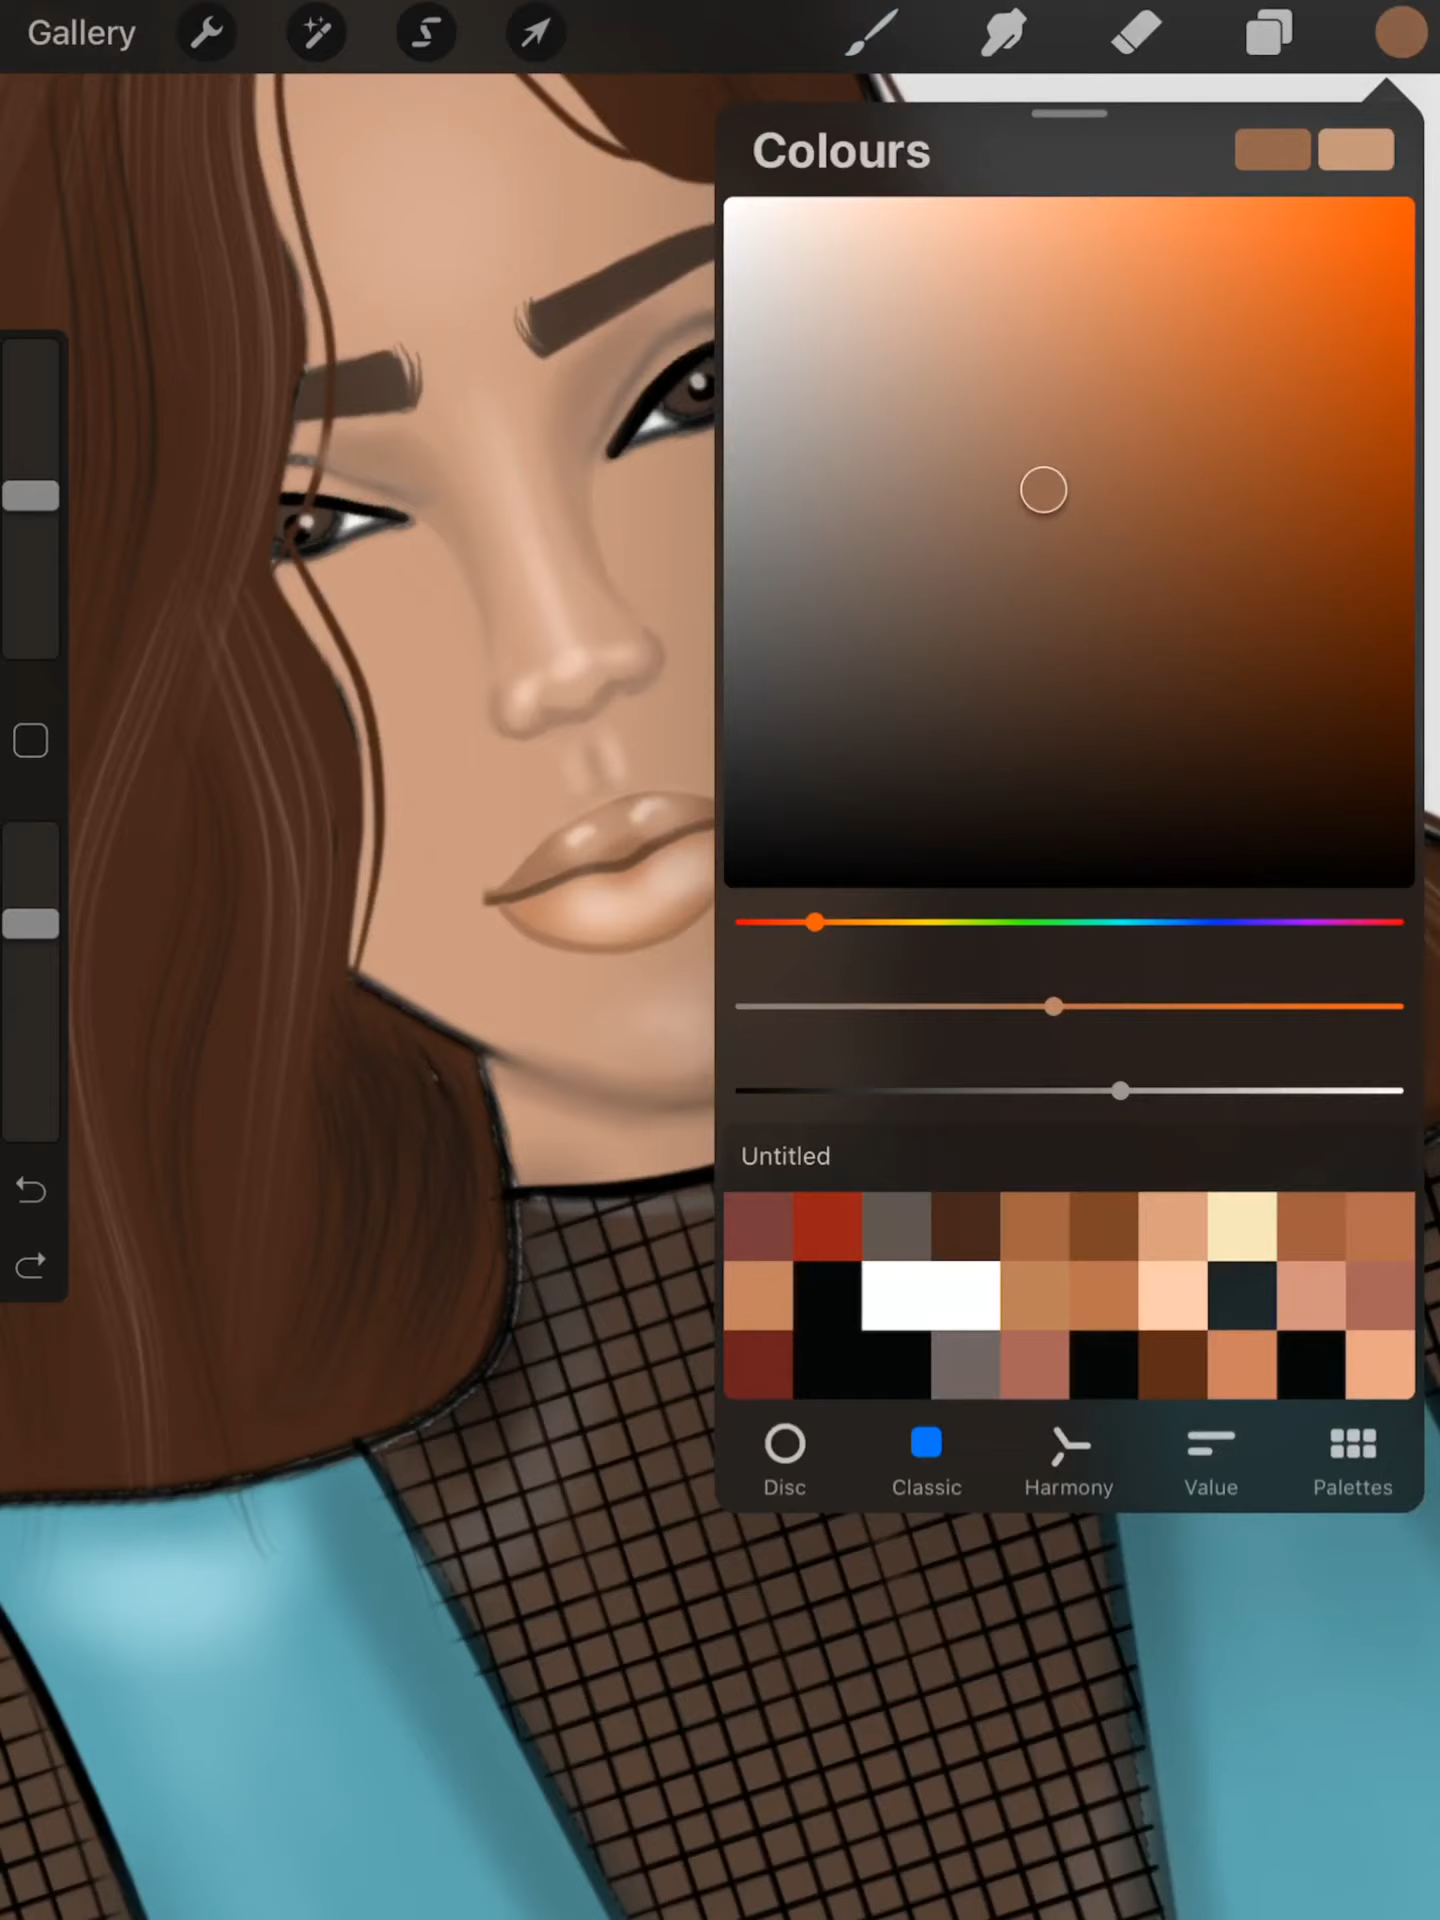 Gallery
Colours
Untitled
Disc
Classic
Harmony
Value
Palettes